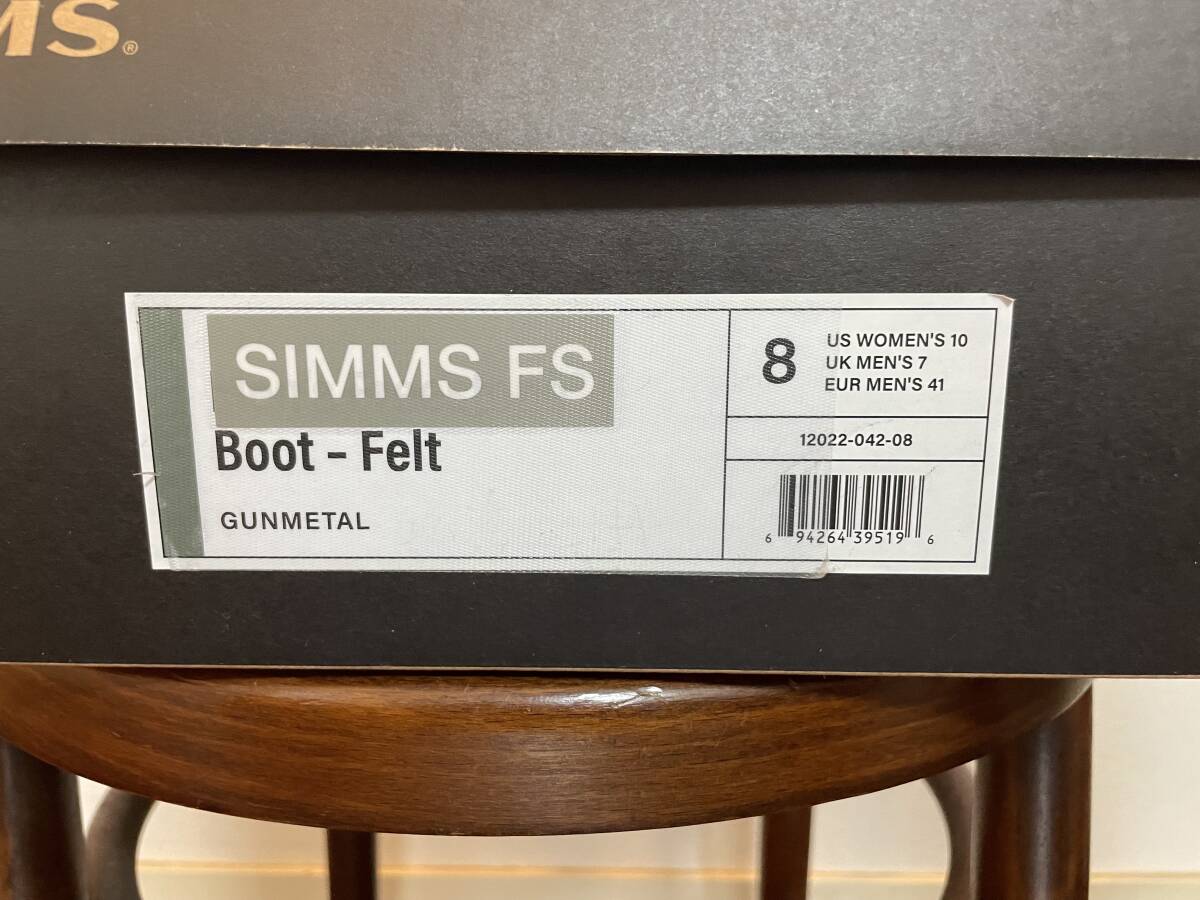 MS®
SIMMS FS
Boot - Felt
GUNMETAL
8
US WOMEN'S 10
UK MEN'S 7
EUR MEN'S 41
12022-042-08
6 94264 39519 6